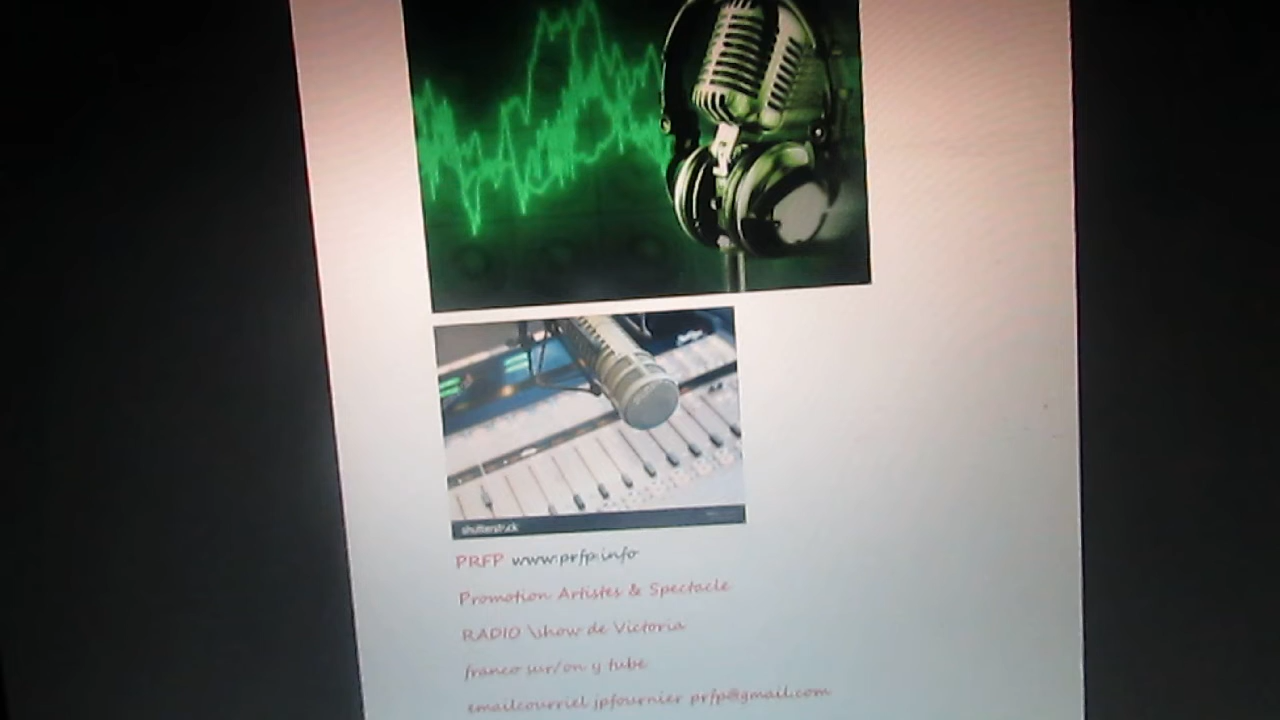 shutterstock
PRFP www.prfp.info
Promotion Artistes & Spectacle
RADIO \show de Victoria
franco sur/on y tube
emailcourriel jpfournier prfp@gmail.com